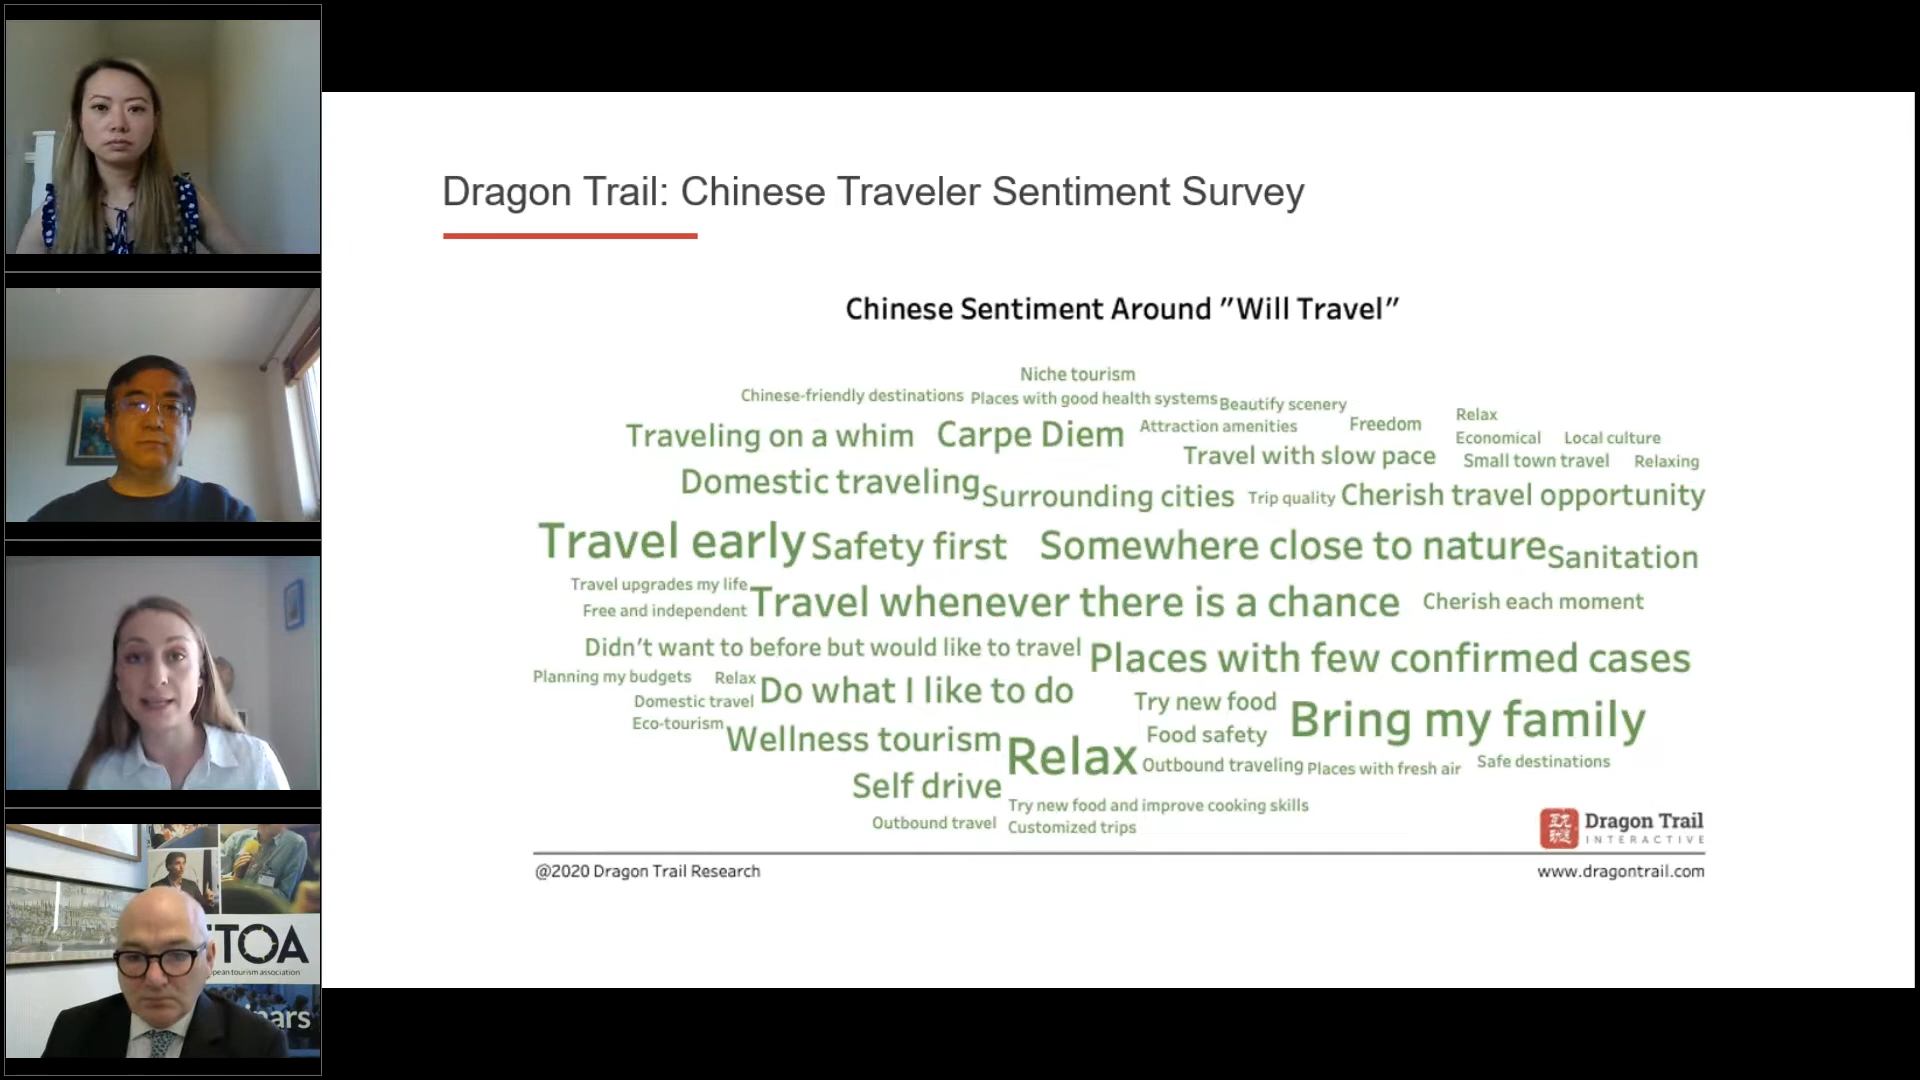 Dragon Trail: Chinese Traveler Sentiment Survey
Chinese Sentiment Around "Will Travel"
Niche tourism
Chinese-friendly destinations Places with good health systems Beautify scenery
Relax
Traveling on a whim Carpe Diem Attraction amenities Freedom
Economical Local culture
Travel with slow pace Small town travel Relaxing
Domestic traveling Surrounding cities Trip quality Cherish travel opportunity
Travel early Safety first Somewhere close to nature Sanitation
Travel upgrades my life
Free and independent Travel whenever there is a chance Cherish each moment
Didn't want to before but would like to travel Places with few confirmed cases
Planning my budgets Relax Do what I like to do
Domestic travel Try new food Bring my family
Eco-tourism Wellness tourism Food safety
Relax Outbound traveling Places with fresh air Safe destinations
Self drive
Try new food and improve cooking skills
Outbound travel Customized trips
Dragon Trail
INTERACTIVE
@2020 Dragon Trail Research
www.dragontrail.com
TOA
pean tourism association
nars